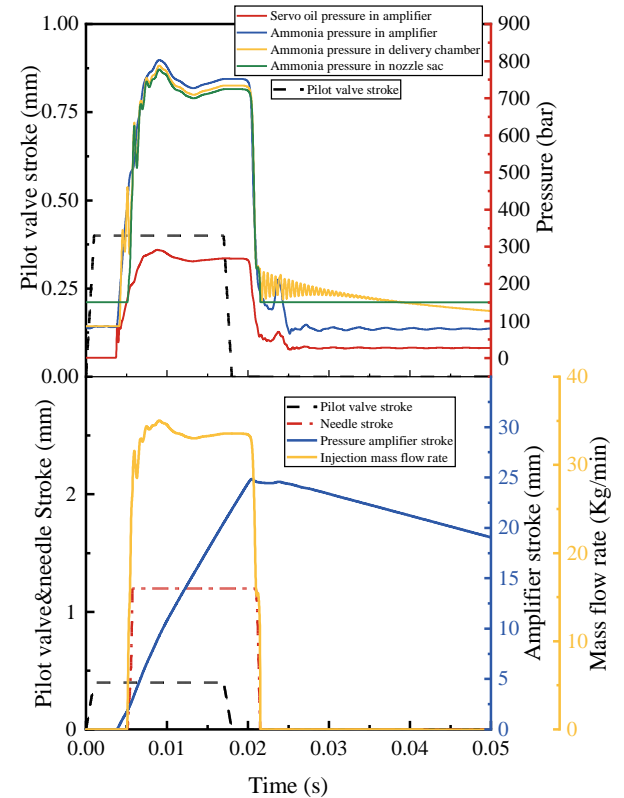 Servo oil pressure in amplifier
Ammonia pressure in amplifier
Ammonia pressure in delivery chamber
Ammonia pressure in nozzle sac
Pilot valve stroke
1.00
0.75
0.50
0.25
0.00
Pilot valve stroke (mm)
900
800
700
600
500
400
300
200
100
0
Pressure (bar)
Pilot valve stroke
Needle stroke
Pressure amplifier stroke
Injection mass flow rate
2
1
0
Pilot valve&needle Stroke (mm)
30
25
20
15
10
5
0
Amplifier stroke (mm)
40
30
20
10
0
Mass flow rate (Kg/min)
0.00
0.01
0.02
0.03
0.04
0.05
Time (s)